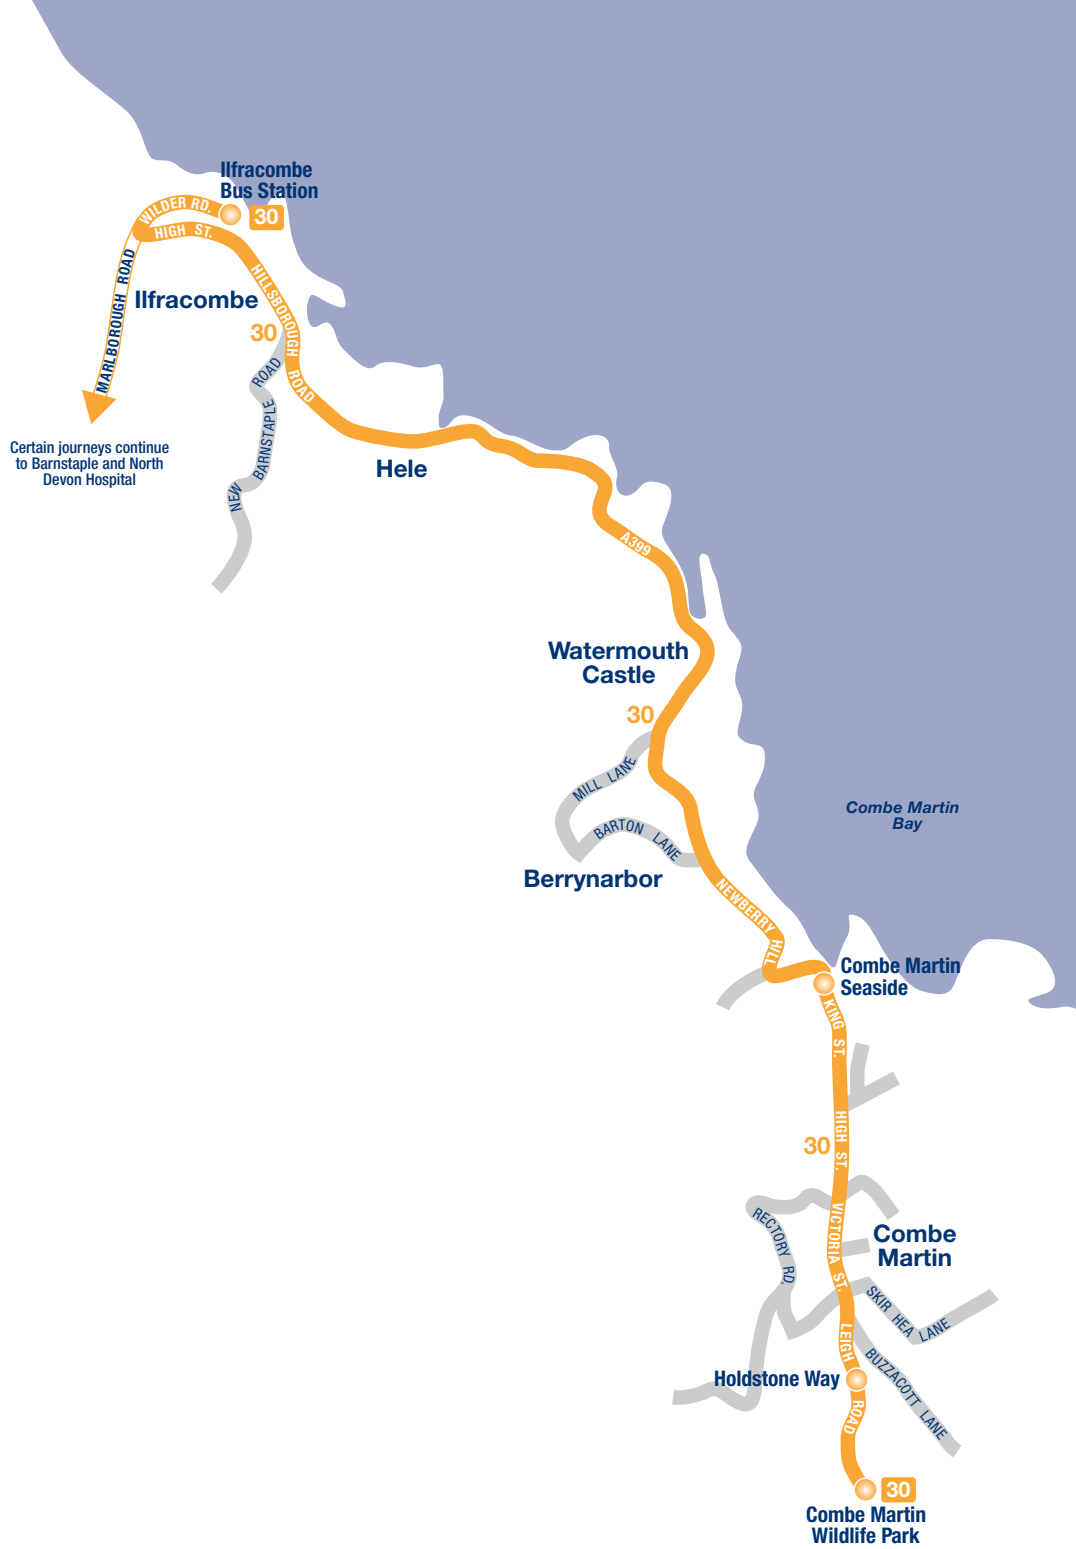 Ilfracombe
Bus Station
30
WILDER RD.
HIGH ST.
MARLBOROUGH ROAD
Ilfracombe
HILLSBOROUGH ROAD
30
NEW BARNSTAPLE ROAD
Certain journeys continue
to Barnstaple and North
Devon Hospital
Hele
A399
Watermouth
Castle
30
MILL LANE
BARTON LANE
Berrynarbor
Combe Martin
Bay
NEWBERRY HILL
Combe Martin
Seaside
KING ST.
HIGH ST.
30
RECTORY RD.
VICTORIA ST.
Combe
Martin
SKIR HEA LANE
LEIGH ROAD
BUZZACOTT LANE
Holdstone Way
30
Combe Martin
Wildlife Park